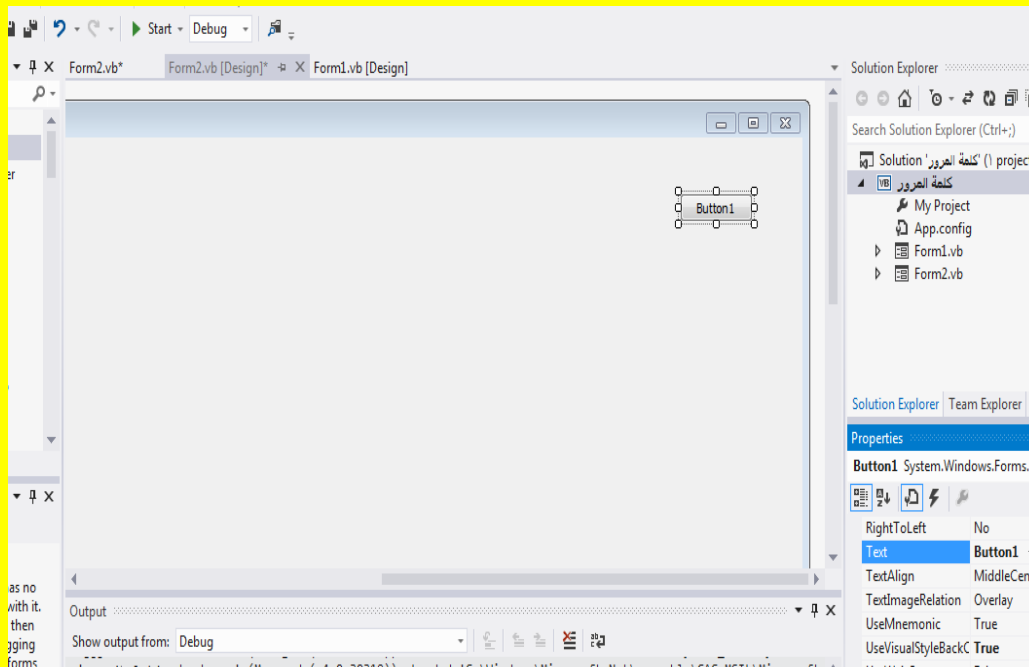 Start Debug
Form2.vb* Form2.vb [Design]* Form1.vb [Design]
Solution Explorer
Search Solution Explorer (Ctrl+;)
Solution 'كلمة المرور' (١ project
كلمة المرور
My Project
App.config
Form1.vb
Form2.vb
Button1
Solution Explorer Team Explorer
Properties
Button1 System.Windows.Forms.
RightToLeft No
Text Button1
TextAlign MiddleCen
TextImageRelation Overlay
UseMnemonic True
UseVisualStyleBackC True
er
as no
with it.
then
gging
forms
Output
Show output from: Debug